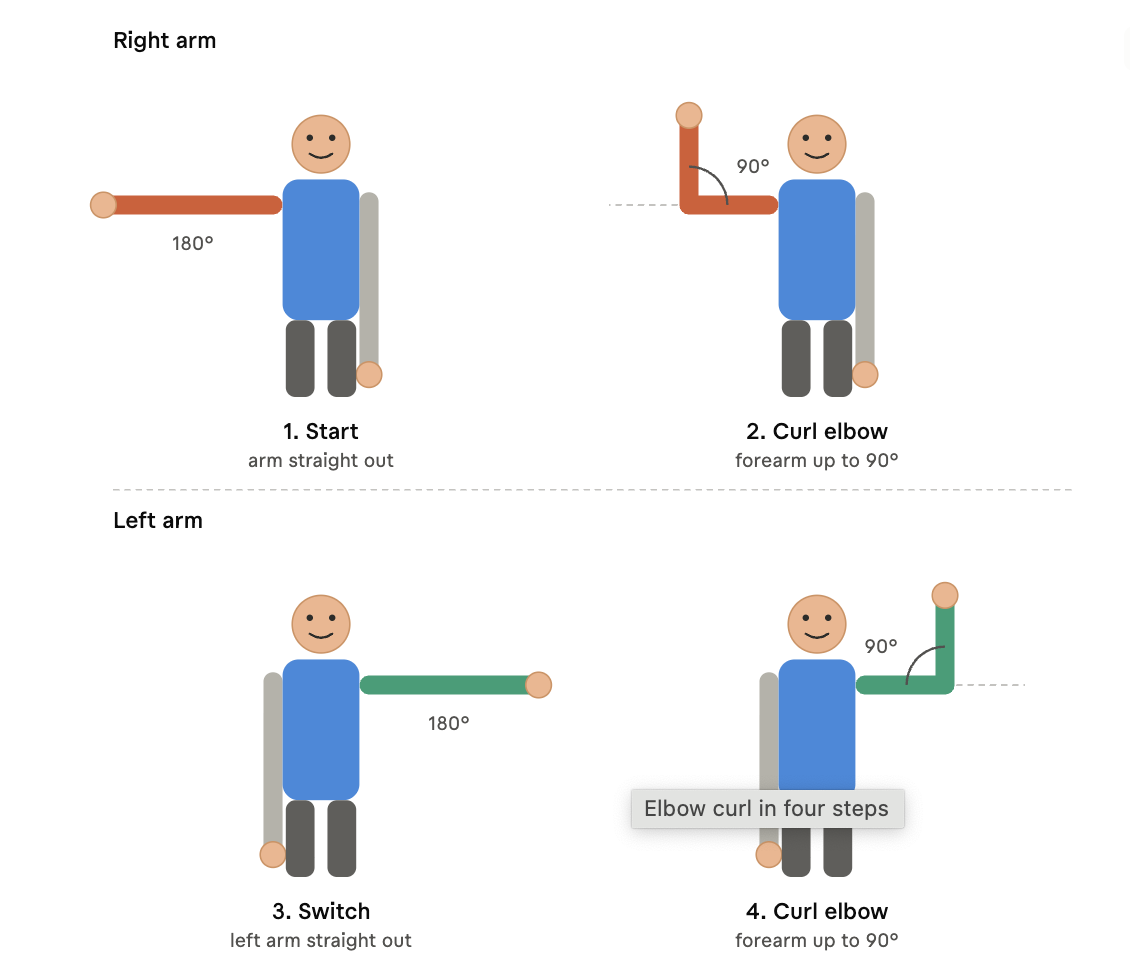 Right arm
90°
180°
1. Start
arm straight out
2. Curl elbow
forearm up to 90°
Left arm
90°
180°
Elbow curl in four steps
3. Switch
left arm straight out
4. Curl elbow
forearm up to 90°